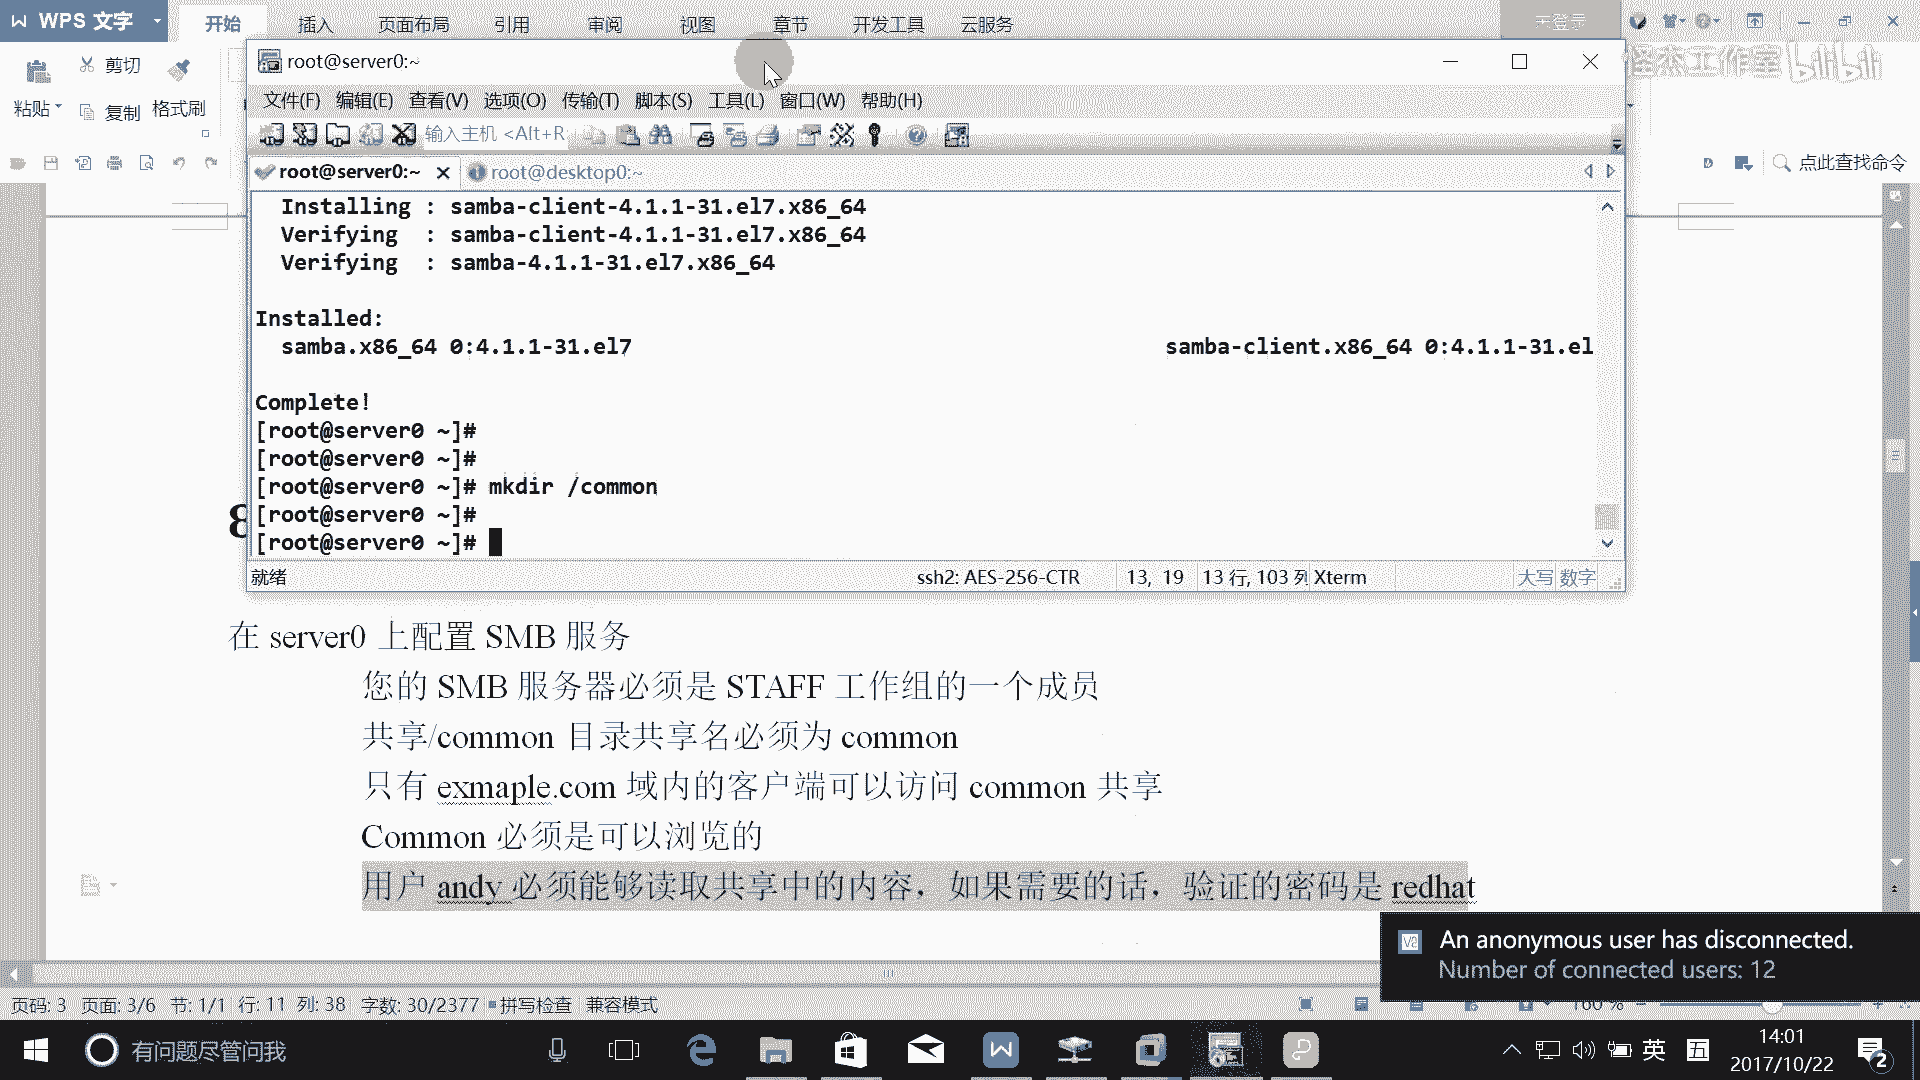 WPS 文字
开始 插入 页面布局 引用 审阅 视图 章节 开发工具 云服务
未登录
剪切
粘贴
复制 格式刷
点此查找命令
怪杰工作室 bilibili
root@server0:~
文件(F) 编辑(E) 查看(V) 选项(O) 传输(T) 脚本(S) 工具(L) 窗口(W) 帮助(H)
输入主机 <Alt+R
root@server0:~ root@desktop0:~
Installing : samba-client-4.1.1-31.el7.x86_64
Verifying : samba-client-4.1.1-31.el7.x86_64
Verifying : samba-4.1.1-31.el7.x86_64
Installed:
samba.x86_64 0:4.1.1-31.el7 samba-client.x86_64 0:4.1.1-31.el
Complete!
[root@server0 ~]#
[root@server0 ~]#
[root@server0 ~]# mkdir /common
[root@server0 ~]#
[root@server0 ~]#
就绪 ssh2: AES-256-CTR 13, 19 13 行, 103 列 Xterm 大写 数字
8
在 server0 上配置 SMB 服务
您的 SMB 服务器必须是 STAFF 工作组的一个成员
共享/common 目录共享名必须为 common
只有 exmaple.com 域内的客户端可以访问 common 共享
Common 必须是可以浏览的
用户 andy 必须能够读取共享中的内容，如果需要的话，验证的密码是 redhat
An anonymous user has disconnected.
Number of connected users: 12
页码: 3 页面: 3/6 节: 1/1 行: 11 列: 38 字数: 30/2377 拼写检查 兼容模式
160 %
有问题尽管问我
英 五
14:01
2017/10/22
2